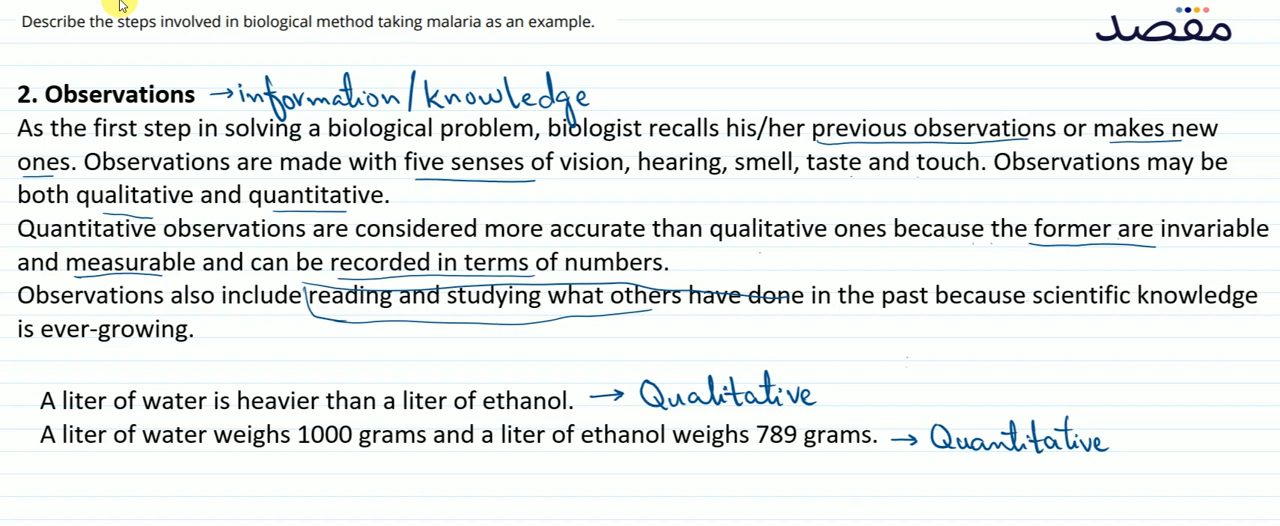 Describe the steps involved in biological method taking malaria as an example.
مقصد
2. Observations → information/knowledge
As the first step in solving a biological problem, biologist recalls his/her previous observations or makes new
ones. Observations are made with five senses of vision, hearing, smell, taste and touch. Observations may be
both qualitative and quantitative.
Quantitative observations are considered more accurate than qualitative ones because the former are invariable
and measurable and can be recorded in terms of numbers.
Observations also include reading and studying what others have done in the past because scientific knowledge
is ever-growing.
A liter of water is heavier than a liter of ethanol. → Qualitative
A liter of water weighs 1000 grams and a liter of ethanol weighs 789 grams. → Quantitative